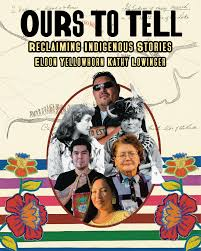 OURS TO TELL
RECLAIMING INDIGENOUS STORIES
ELDON YELLOWHORN KATHY LOWINGER